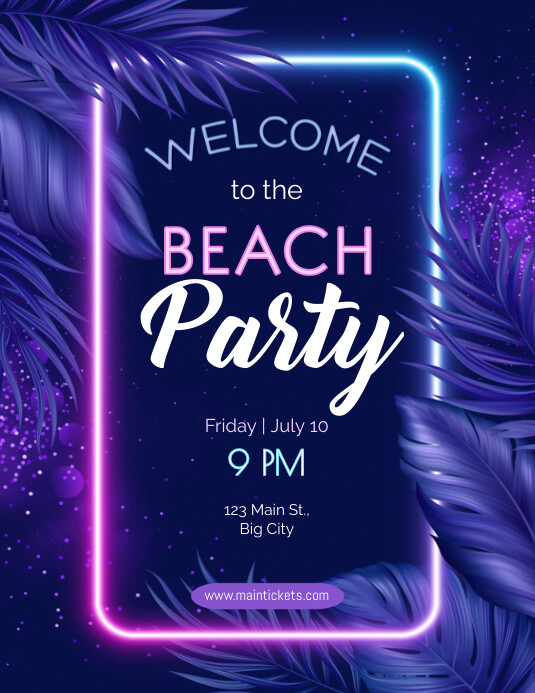 WELCOME
to the
BEACH
Party
Friday | July 10
9 PM
123 Main St.,
Big City
www.maintickets.com